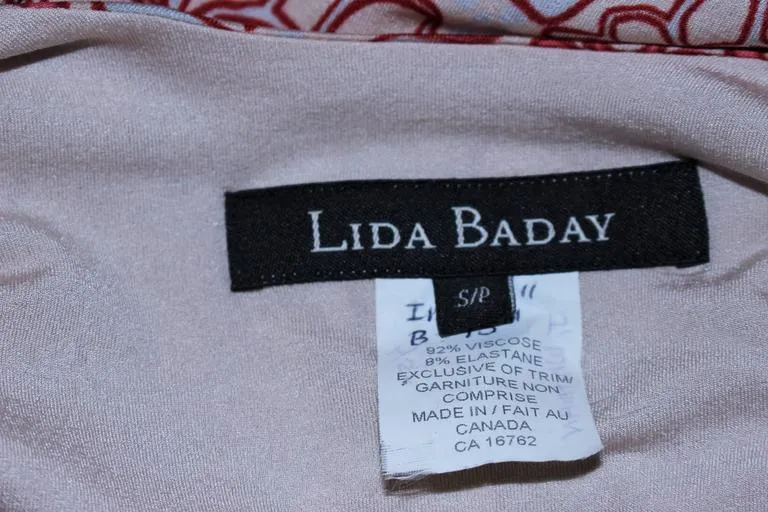 LIDA BADAY
S/P
92% VISCOSE
8% ELASTANE
EXCLUSIVE OF TRIM/
GARNITURE NON
COMPRISE
MADE IN / FAIT AU
CANADA
CA 16762